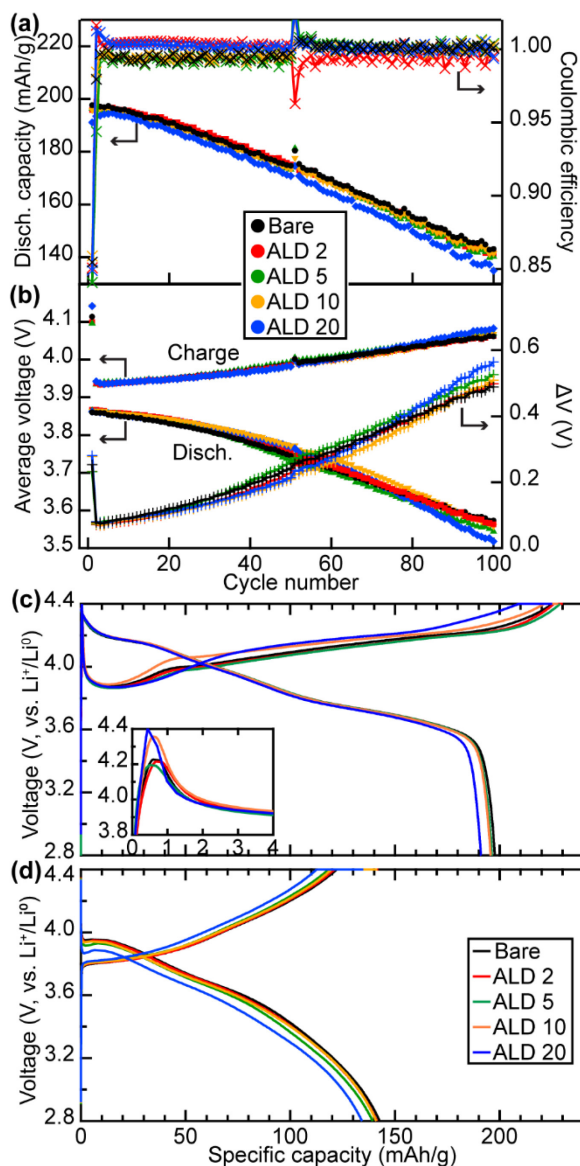 (a)
220
200
180
160
140
Disch. capacity (mAh/g)
1.00
0.95
0.90
0.85
Coulombic efficiency
Bare
ALD 2
ALD 5
ALD 10
ALD 20
(b)
4.1
4.0
3.9
3.8
3.7
3.6
3.5
Average voltage (V)
Charge
Disch.
0.6
0.4
0.2
0.0
ΔV (V)
0 20 40 60 80 100
Cycle number
(c)
4.4
4.0
3.6
3.2
2.8
Voltage (V, vs. Li⁺/Li⁰)
4.4
4.2
4.0
3.8
0 1 2 3 4
(d)
4.4
4.0
3.6
3.2
2.8
Voltage (V, vs. Li⁺/Li⁰)
Bare
ALD 2
ALD 5
ALD 10
ALD 20
0 50 100 150 200
Specific capacity (mAh/g)